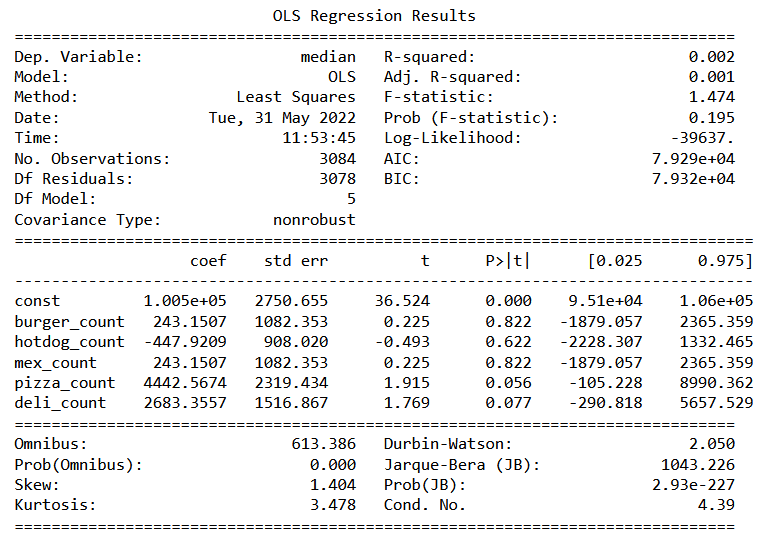 OLS Regression Results
==============================================================================
Dep. Variable: median R-squared: 0.002
Model: OLS Adj. R-squared: 0.001
Method: Least Squares F-statistic: 1.474
Date: Tue, 31 May 2022 Prob (F-statistic): 0.195
Time: 11:53:45 Log-Likelihood: -39637.
No. Observations: 3084 AIC: 7.929e+04
Df Residuals: 3078 BIC: 7.932e+04
Df Model: 5
Covariance Type: nonrobust
================================================================================
coef std err t P>|t| [0.025 0.975]
--------------------------------------------------------------------------------
const 1.005e+05 2750.655 36.524 0.000 9.51e+04 1.06e+05
burger_count 243.1507 1082.353 0.225 0.822 -1879.057 2365.359
hotdog_count -447.9209 908.020 -0.493 0.622 -2228.307 1332.465
mex_count 243.1507 1082.353 0.225 0.822 -1879.057 2365.359
pizza_count 4442.5674 2319.434 1.915 0.056 -105.228 8990.362
deli_count 2683.3557 1516.867 1.769 0.077 -290.818 5657.529
==============================================================================
Omnibus: 613.386 Durbin-Watson: 2.050
Prob(Omnibus): 0.000 Jarque-Bera (JB): 1043.226
Skew: 1.404 Prob(JB): 2.93e-227
Kurtosis: 3.478 Cond. No. 4.39
==============================================================================